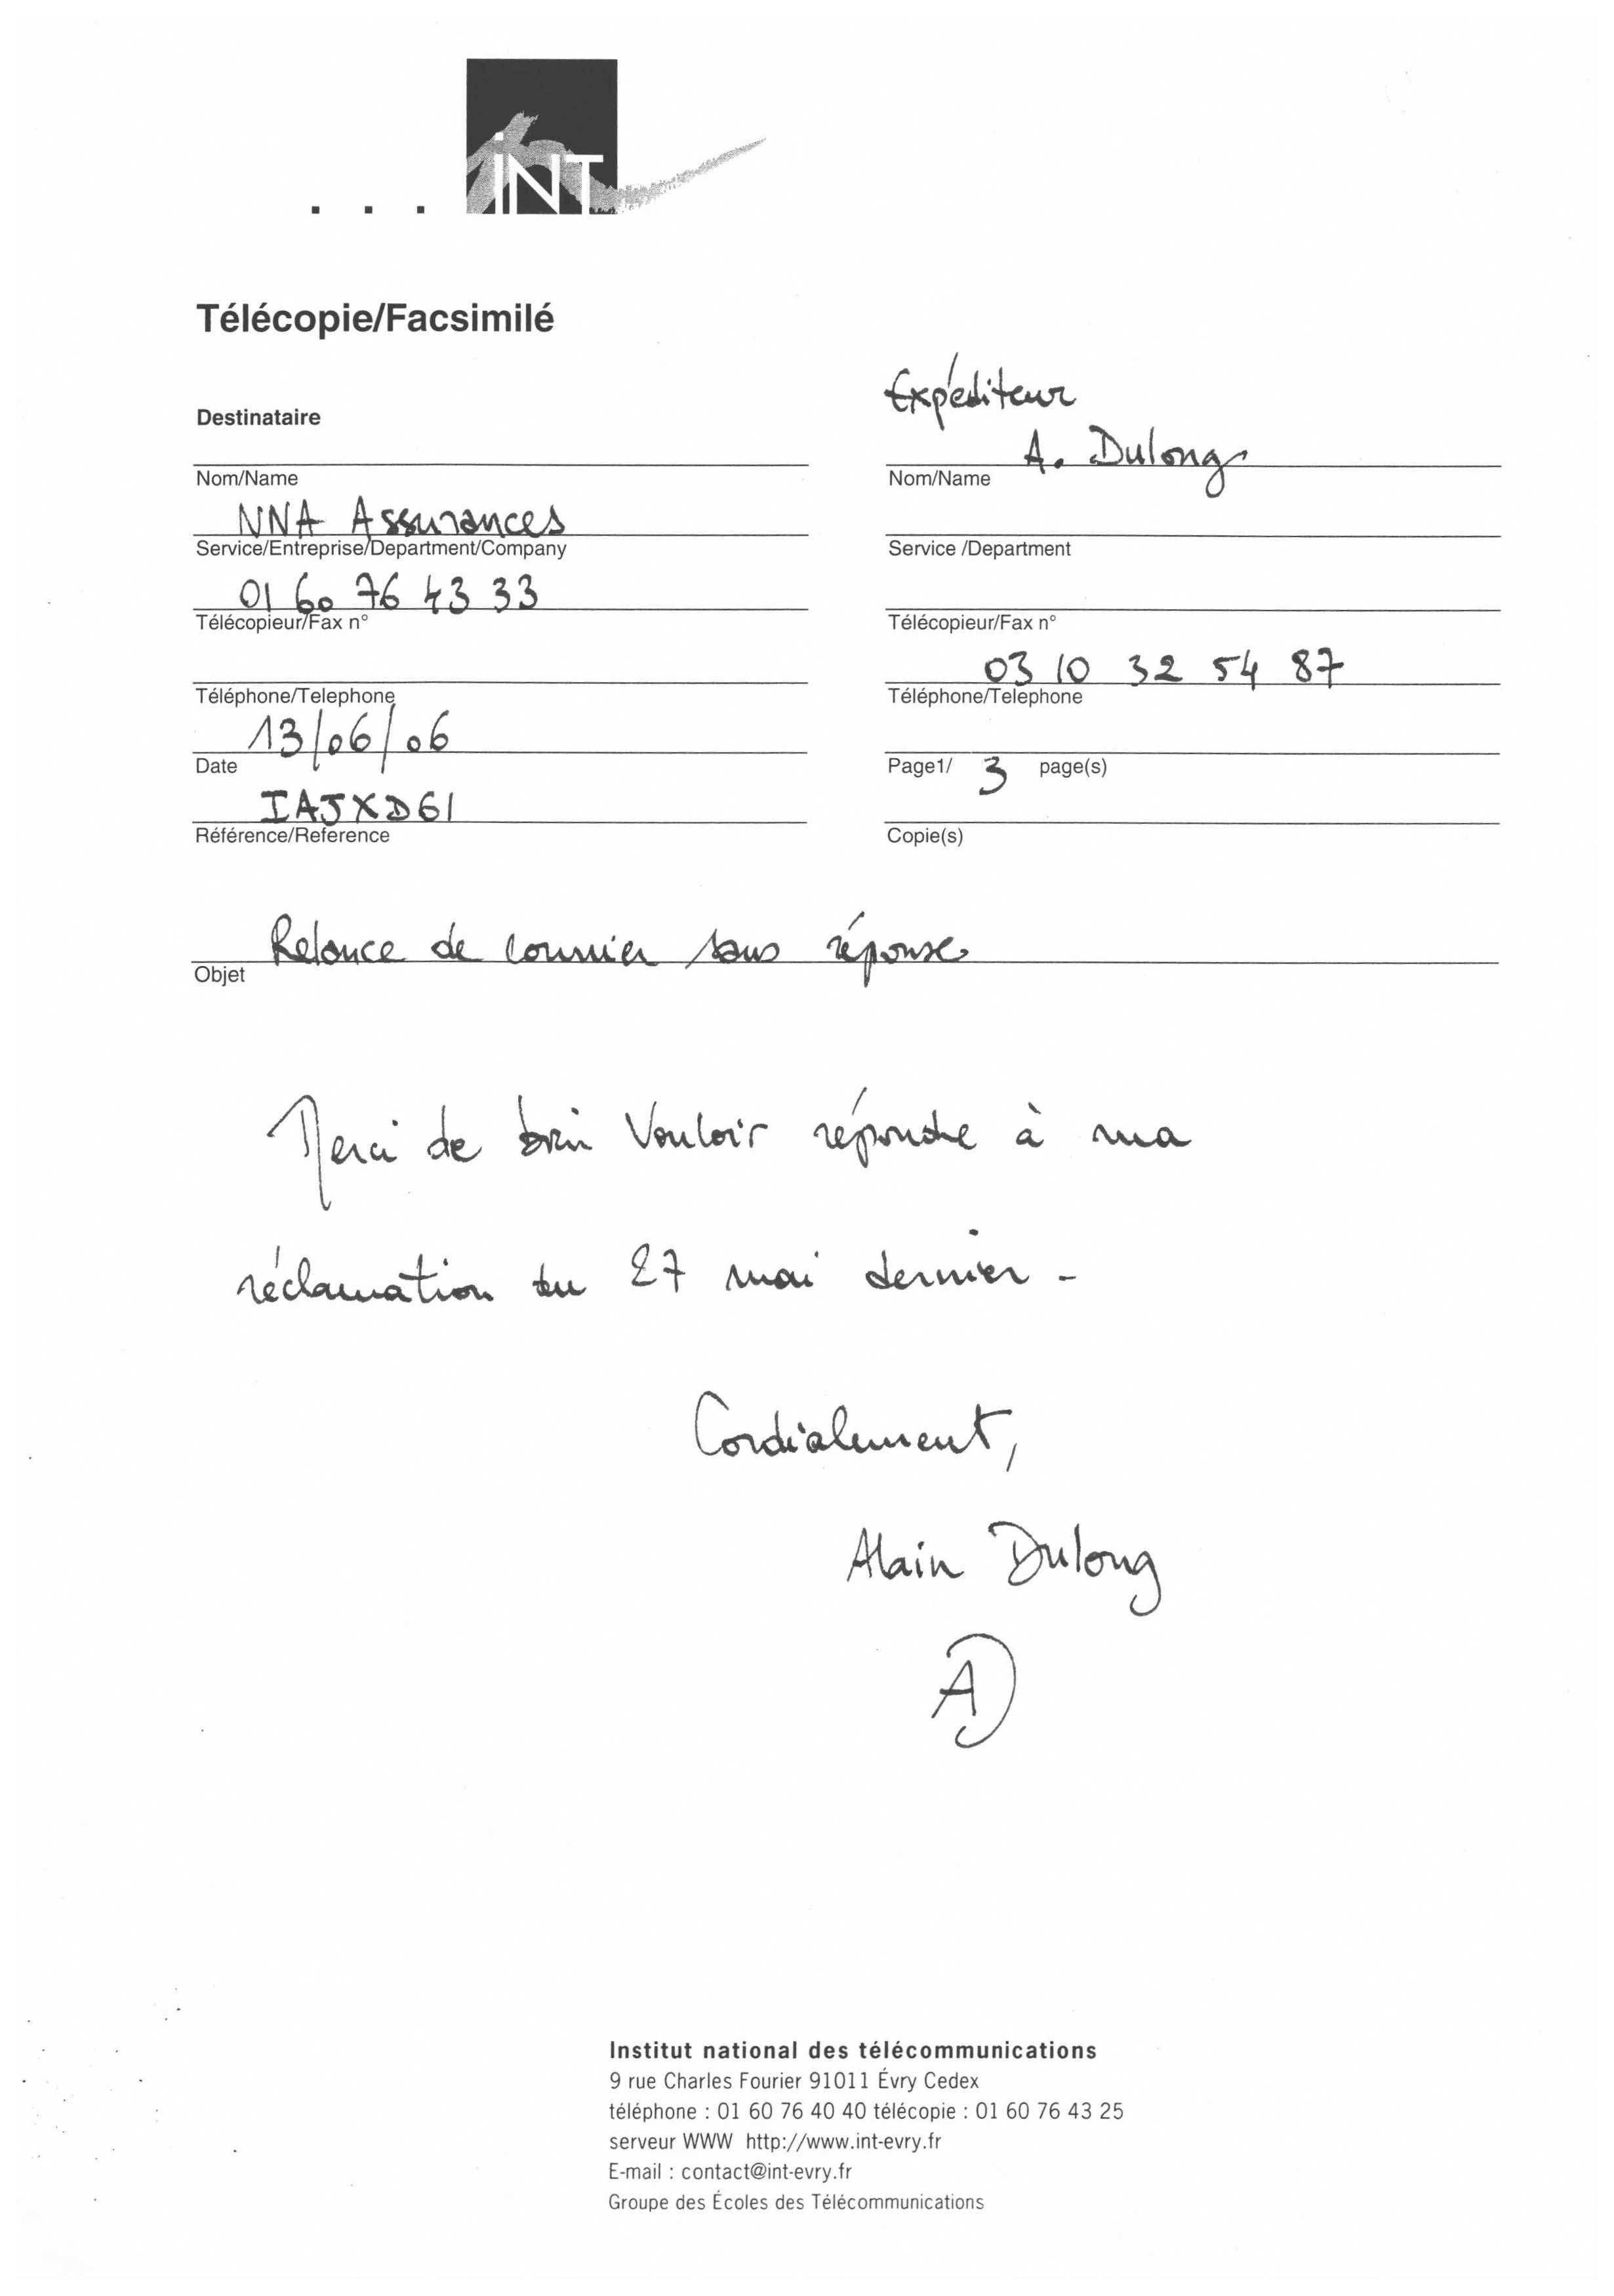 iNT
Télécopie/Facsimilé
Destinataire
Expéditeur
A. Dulong
Nom/Name
Nom/Name
NNA Assurances
Service/Entreprise/Department/Company
Service /Department
01 60 76 43 33
Télécopieur/Fax n°
Télécopieur/Fax n°
03 10 32 54 87
Téléphone/Telephone
Téléphone/Telephone
13/06/06
Date
Page1/ 3 page(s)
IAJXD61
Référence/Reference
Copie(s)
Relance de courrier sans réponse
Objet
Merci de bien vouloir répondre à ma
réclamation du 27 mai dernier -
Cordialement,
Alain Dulong
AD
Institut national des télécommunications
9 rue Charles Fourier 91011 Évry Cedex
téléphone : 01 60 76 40 40 télécopie : 01 60 76 43 25
serveur WWW http://www.int-evry.fr
E-mail : contact@int-evry.fr
Groupe des Écoles des Télécommunications